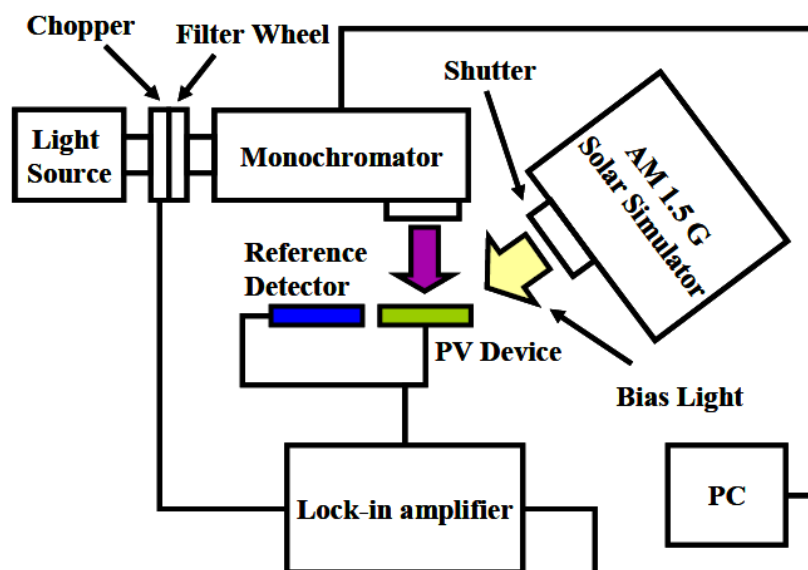 Chopper
Filter Wheel
Shutter
Light
Source
Monochromator
AM 1.5 G
Solar Simulator
Reference
Detector
PV Device
Bias Light
Lock-in amplifier
PC